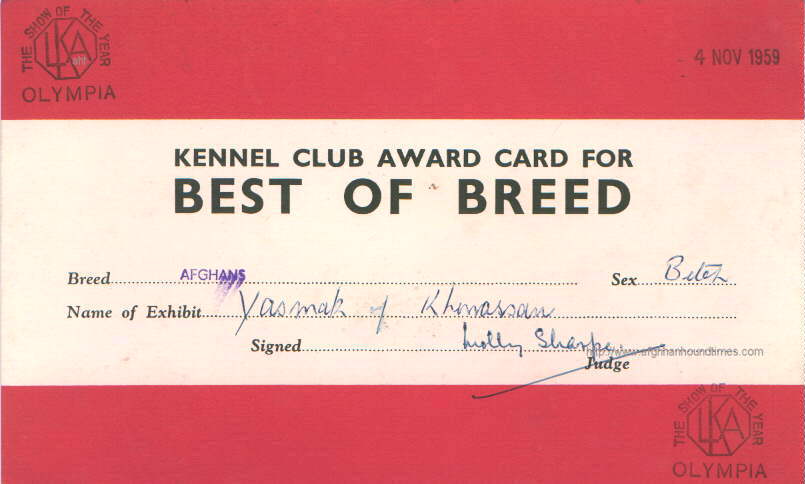 THE SHOW OF THE YEAR
LKA
OLYMPIA
4 NOV 1959
KENNEL CLUB AWARD CARD FOR
BEST OF BREED
Breed AFGHANS Sex Bitch
Name of Exhibit Yasmak of Khorrassan
Signed Molly Sharpe
http://www.afghanhoundtimes.com
Judge
THE SHOW OF THE YEAR
LKA
OLYMPIA